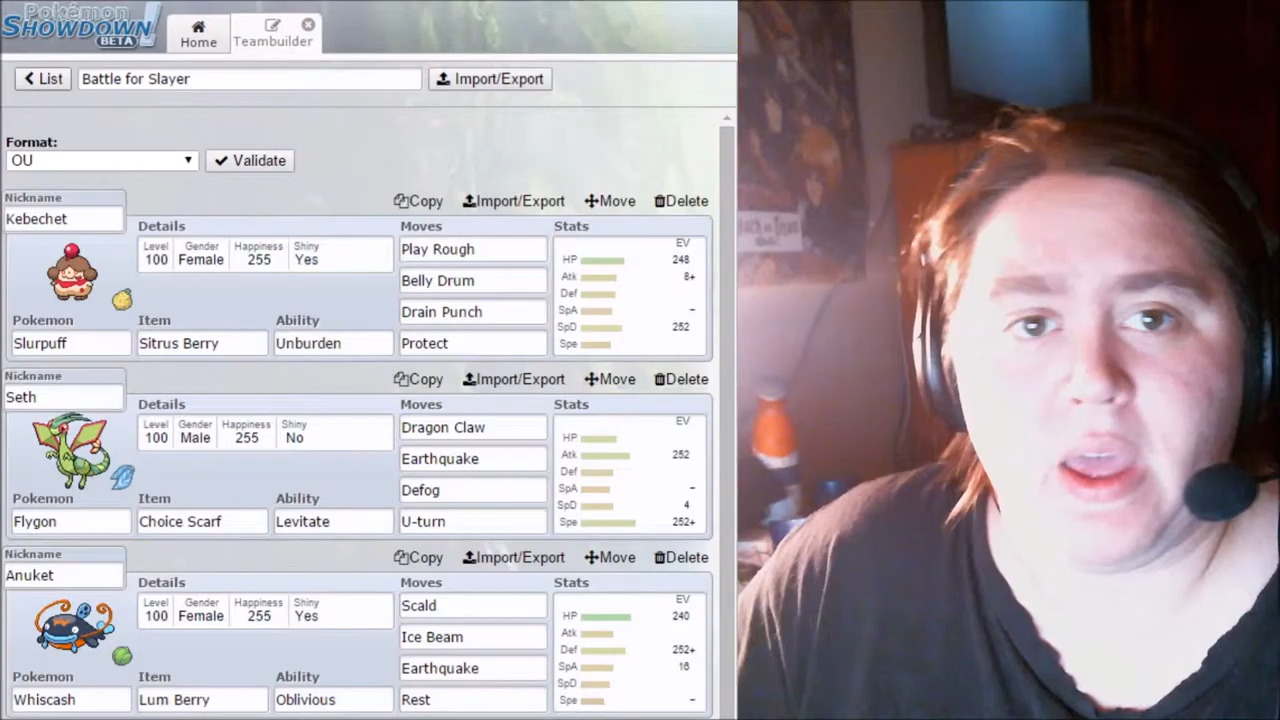 Pokémon
SHOWDOWN!
BETA
Home
Teambuilder
List
Battle for Slayer
Import/Export
Format:
OU
Validate
Nickname
Kebechet
Copy Import/Export Move Delete
Details Moves Stats
Level Gender Happiness Shiny
100 Female 255 Yes
Pokemon Item Ability
Slurpuff Sitrus Berry Unburden
Play Rough
Belly Drum
Drain Punch
Protect
EV
HP 248
Atk 8+
Def
SpA –
SpD 252
Spe
Nickname
Seth
Copy Import/Export Move Delete
Details Moves Stats
Level Gender Happiness Shiny
100 Male 255 No
Pokemon Item Ability
Flygon Choice Scarf Levitate
Dragon Claw
Earthquake
Defog
U-turn
EV
HP
Atk 252
Def
SpA –
SpD 4
Spe 252+
Nickname
Anuket
Copy Import/Export Move Delete
Details Moves Stats
Level Gender Happiness Shiny
100 Female 255 Yes
Pokemon Item Ability
Whiscash Lum Berry Oblivious
Scald
Ice Beam
Earthquake
Rest
EV
HP 240
Atk
Def 252+
SpA 16
SpD
Spe –